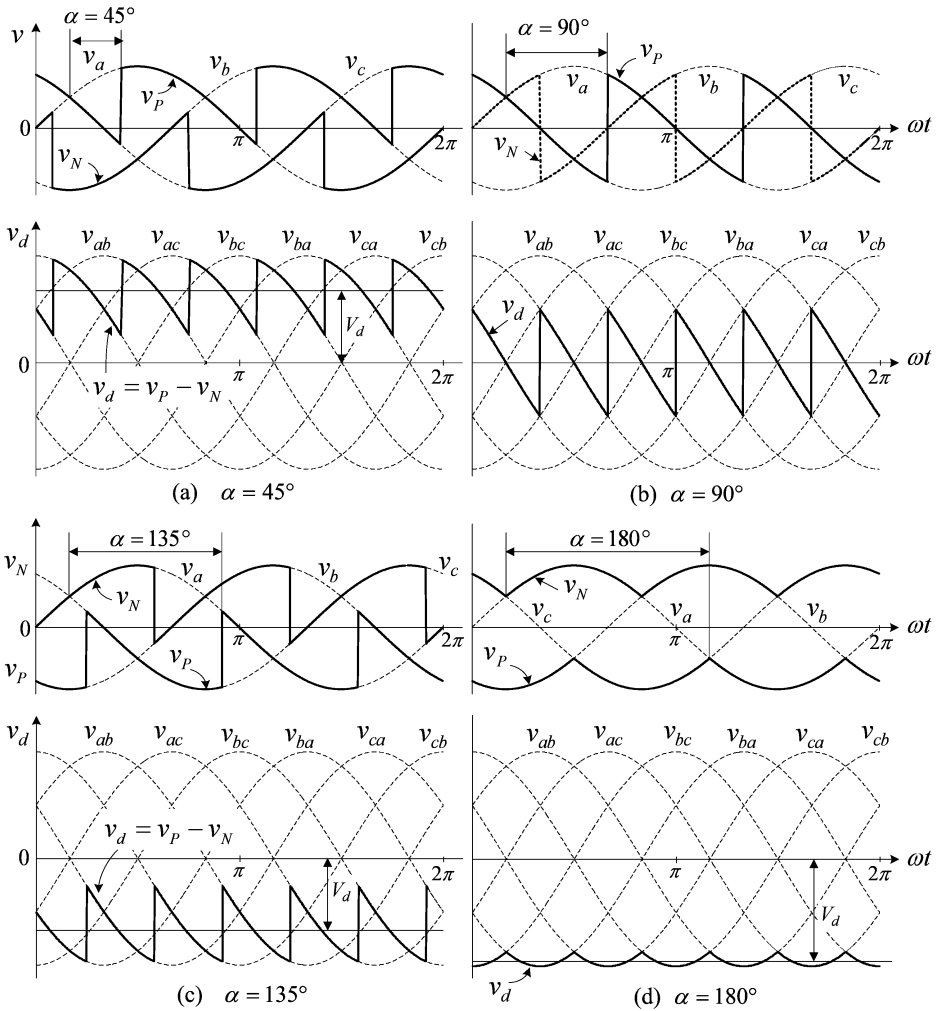 α = 45°
v
v_a
v_b
v_c
v_P
0
π
2π
v_N
v_d
v_ab
v_ac
v_bc
v_ba
v_ca
v_cb
V_d
0
π
2π
v_d = v_P − v_N
(a) α = 45°
α = 90°
v_P
v_a
v_b
v_c
ωt
π
2π
v_N
v_ab
v_ac
v_bc
v_ba
v_ca
v_cb
v_d
ωt
π
2π
(b) α = 90°
α = 135°
v_N
v_N
v_a
v_b
v_c
0
π
2π
v_P
v_P
v_d
v_ab
v_ac
v_bc
v_ba
v_ca
v_cb
v_d = v_P − v_N
0
π
2π
V_d
(c) α = 135°
α = 180°
v_N
v_c
v_a
v_b
ωt
π
2π
v_P
v_ab
v_ac
v_bc
v_ba
v_ca
v_cb
ωt
π
2π
V_d
v_d
(d) α = 180°